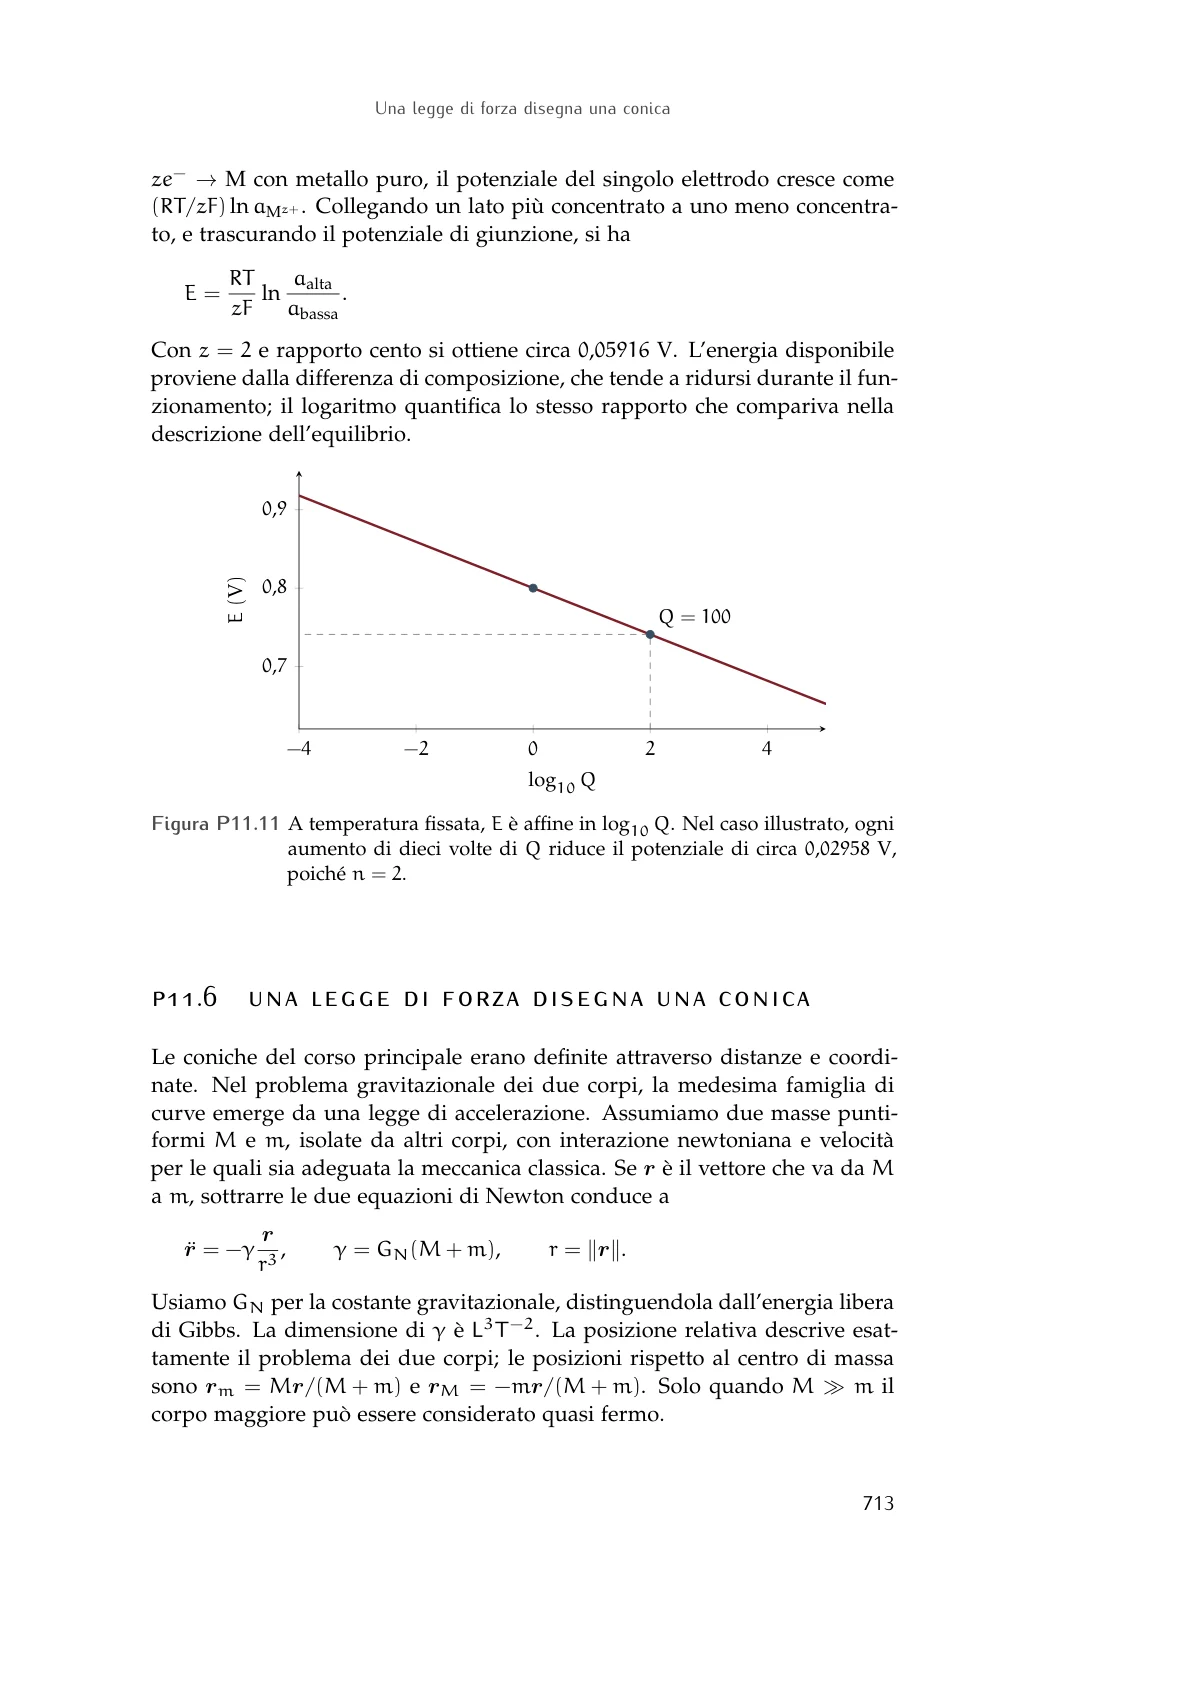 Una legge di forza disegna una conica
ze⁻ → M con metallo puro, il potenziale del singolo elettrodo cresce come
(RT/zF) ln a_{M^{z+}}. Collegando un lato più concentrato a uno meno concentra-
to, e trascurando il potenziale di giunzione, si ha
E = \frac{RT}{zF} ln \frac{a_{alta}}{a_{bassa}}.
Con z = 2 e rapporto cento si ottiene circa 0,05916 V. L'energia disponibile
proviene dalla differenza di composizione, che tende a ridursi durante il fun-
zionamento; il logaritmo quantifica lo stesso rapporto che compariva nella
descrizione dell'equilibrio.
0,9
0,8
0,7
E (V)
Q = 100
−4 −2 0 2 4
log₁₀ Q
Figura P11.11 A temperatura fissata, E è affine in log₁₀ Q. Nel caso illustrato, ogni
aumento di dieci volte di Q riduce il potenziale di circa 0,02958 V,
poiché n = 2.
P11.6 UNA LEGGE DI FORZA DISEGNA UNA CONICA
Le coniche del corso principale erano definite attraverso distanze e coordi-
nate. Nel problema gravitazionale dei due corpi, la medesima famiglia di
curve emerge da una legge di accelerazione. Assumiamo due masse punti-
formi M e m, isolate da altri corpi, con interazione newtoniana e velocità
per le quali sia adeguata la meccanica classica. Se r è il vettore che va da M
a m, sottrarre le due equazioni di Newton conduce a
r̈ = −γ\frac{r}{r³}, γ = G_N(M + m), r = ‖r‖.
Usiamo G_N per la costante gravitazionale, distinguendola dall'energia libera
di Gibbs. La dimensione di γ è L³T⁻². La posizione relativa descrive esat-
tamente il problema dei due corpi; le posizioni rispetto al centro di massa
sono r_m = Mr/(M + m) e r_M = −mr/(M + m). Solo quando M ≫ m il
corpo maggiore può essere considerato quasi fermo.
713